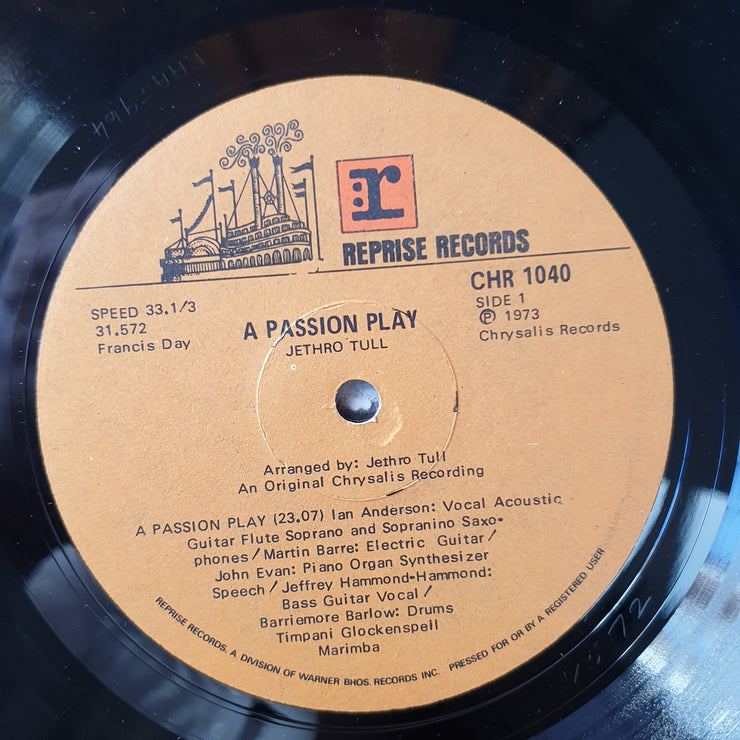 r
REPRISE RECORDS
SPEED 33.1/3
31.572
Francis Day
A PASSION PLAY
JETHRO TULL
CHR 1040
SIDE 1
℗ 1973
Chrysalis Records
Arranged by: Jethro Tull
An Original Chrysalis Recording
A PASSION PLAY (23.07) Ian Anderson: Vocal Acoustic
Guitar Flute Soprano and Sopranino Saxo-
phones/Martin Barre: Electric Guitar/
John Evan: Piano Organ Synthesizer
Speech/Jeffrey Hammond-Hammond:
Bass Guitar Vocal/
Barriemore Barlow: Drums
Timpani Glockenspeil
Marimba
REPRISE RECORDS, A DIVISION OF WARNER BHOS. RECORDS INC. PRESSED FOR OR BY A REGISTERED USER